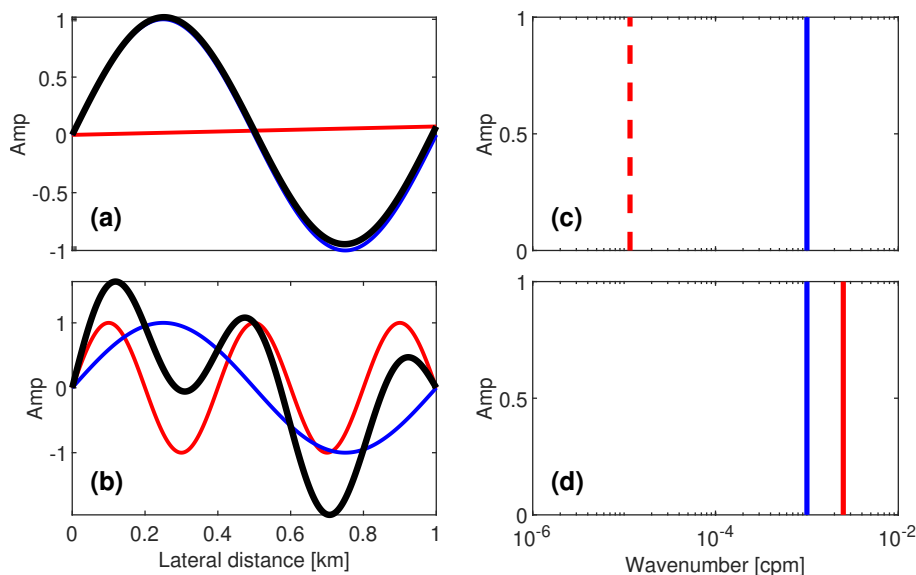 1
0.5
0
-0.5
-1
Amp
(a)
1
0.5
0
Amp
(c)
1
0
-1
Amp
(b)
0
0.2
0.4
0.6
0.8
1
Lateral distance [km]
1
0.5
0
Amp
(d)
10^-6
10^-4
10^-2
Wavenumber [cpm]